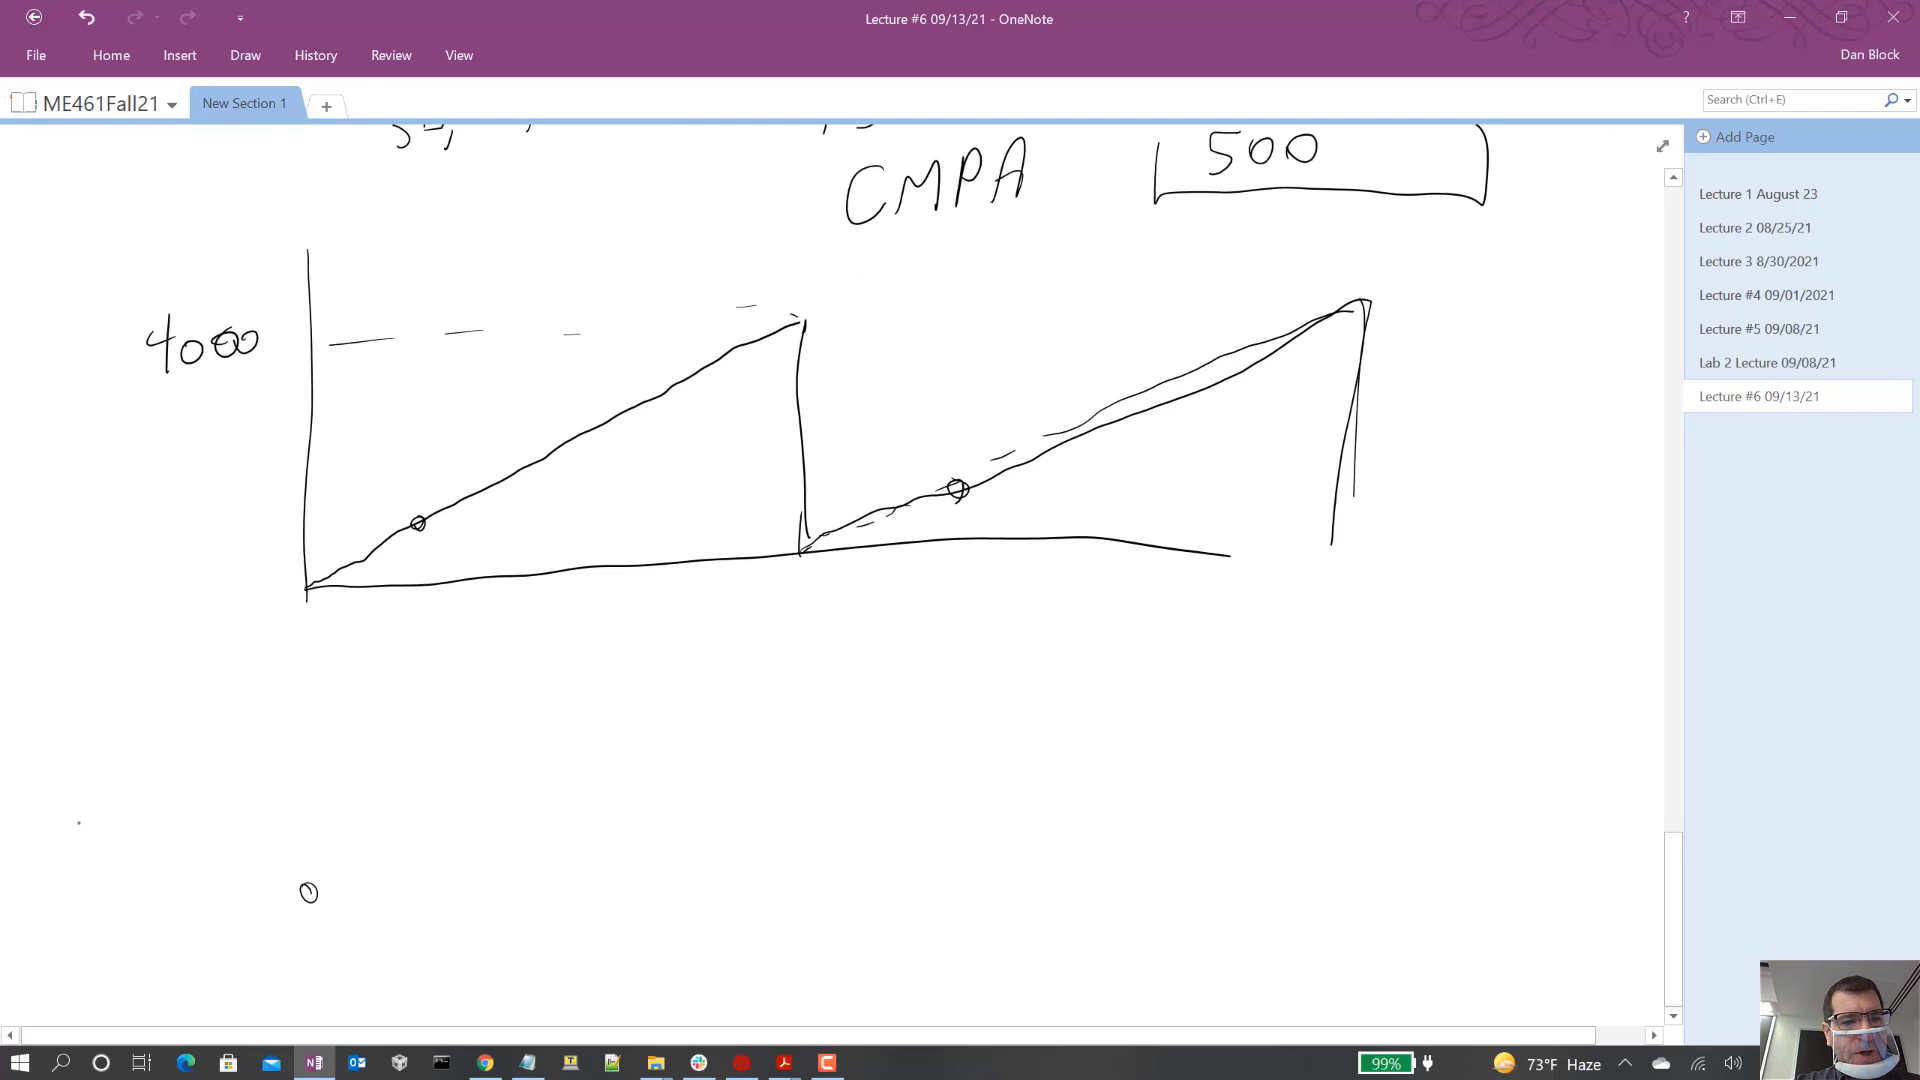 Lecture #6 09/13/21 - OneNote
?
File Home Insert Draw History Review View
Dan Block
ME461Fall21
New Section 1
Search (Ctrl+E)
Add Page
Lecture 1 August 23
Lecture 2 08/25/21
Lecture 3 8/30/2021
Lecture #4 09/01/2021
Lecture #5 09/08/21
Lab 2 Lecture 09/08/21
Lecture #6 09/13/21
500
CMPA
4000
0
99%
73°F Haze